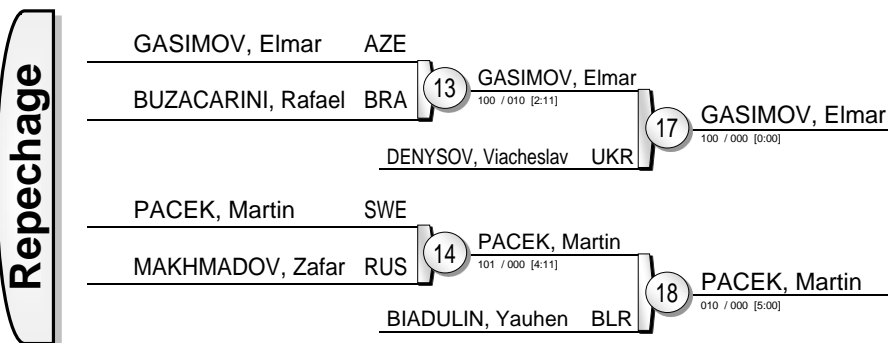 Repechage
GASIMOV, Elmar AZE
BUZACARINI, Rafael BRA
13
GASIMOV, Elmar
100 / 010 [2:11]
DENYSOV, Viacheslav UKR
17
GASIMOV, Elmar
100 / 000 [0:00]
PACEK, Martin SWE
MAKHMADOV, Zafar RUS
14
PACEK, Martin
101 / 000 [4:11]
BIADULIN, Yauhen BLR
18
PACEK, Martin
010 / 000 [5:00]